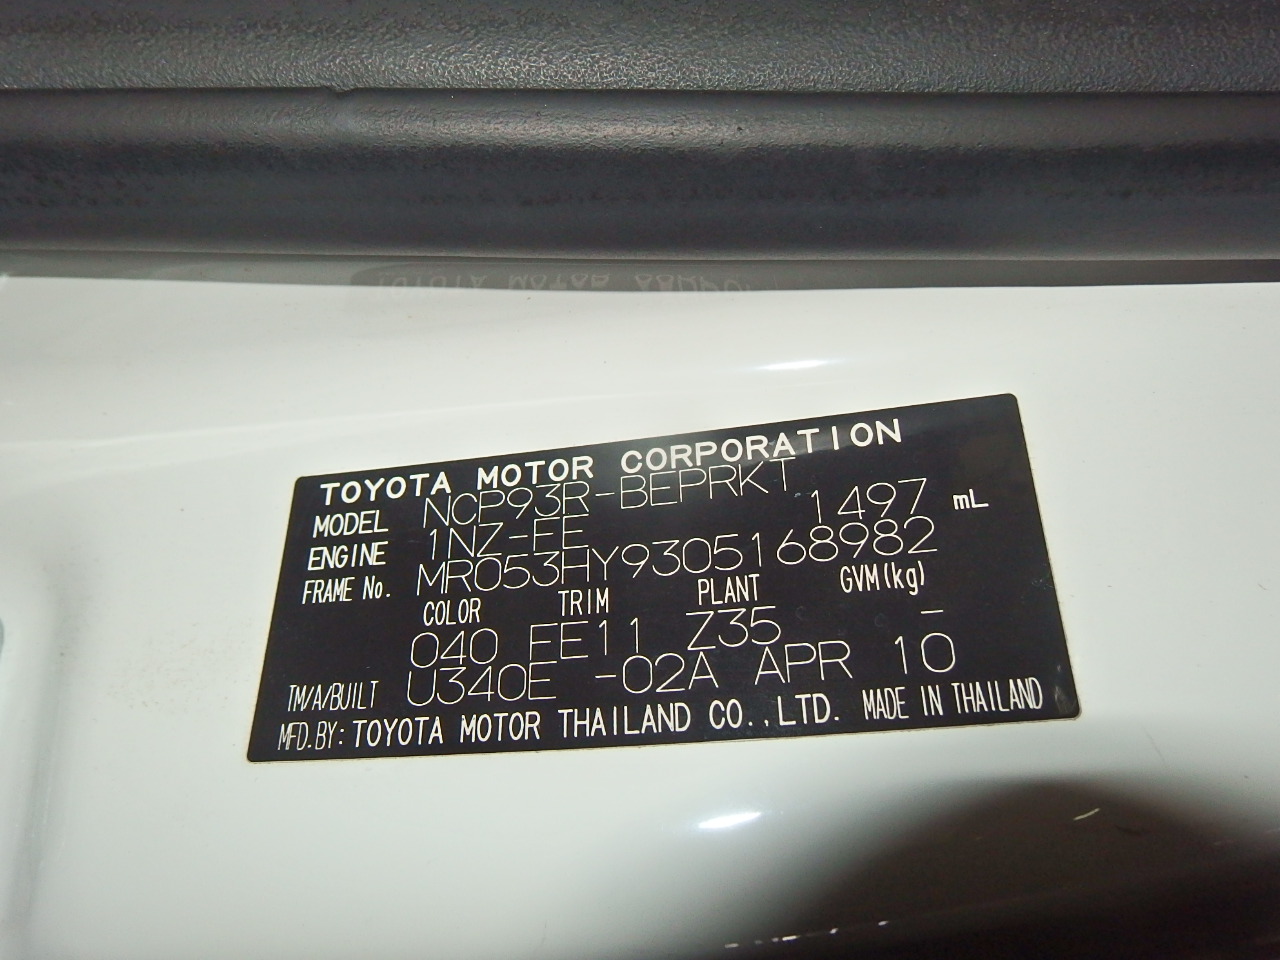 TOYOTA MOTOR CORPORATION
MODEL NCP93R-BEPRKT
ENGINE 1NZ-FE 1497 mL
FRAME No. MR053HY9305168982
COLOR TRIM PLANT GVM(kg)
040 FE11 Z35 -
TM/A/BUILT U340E -02A APR 10
MFD.BY: TOYOTA MOTOR THAILAND CO.,LTD. MADE IN THAILAND